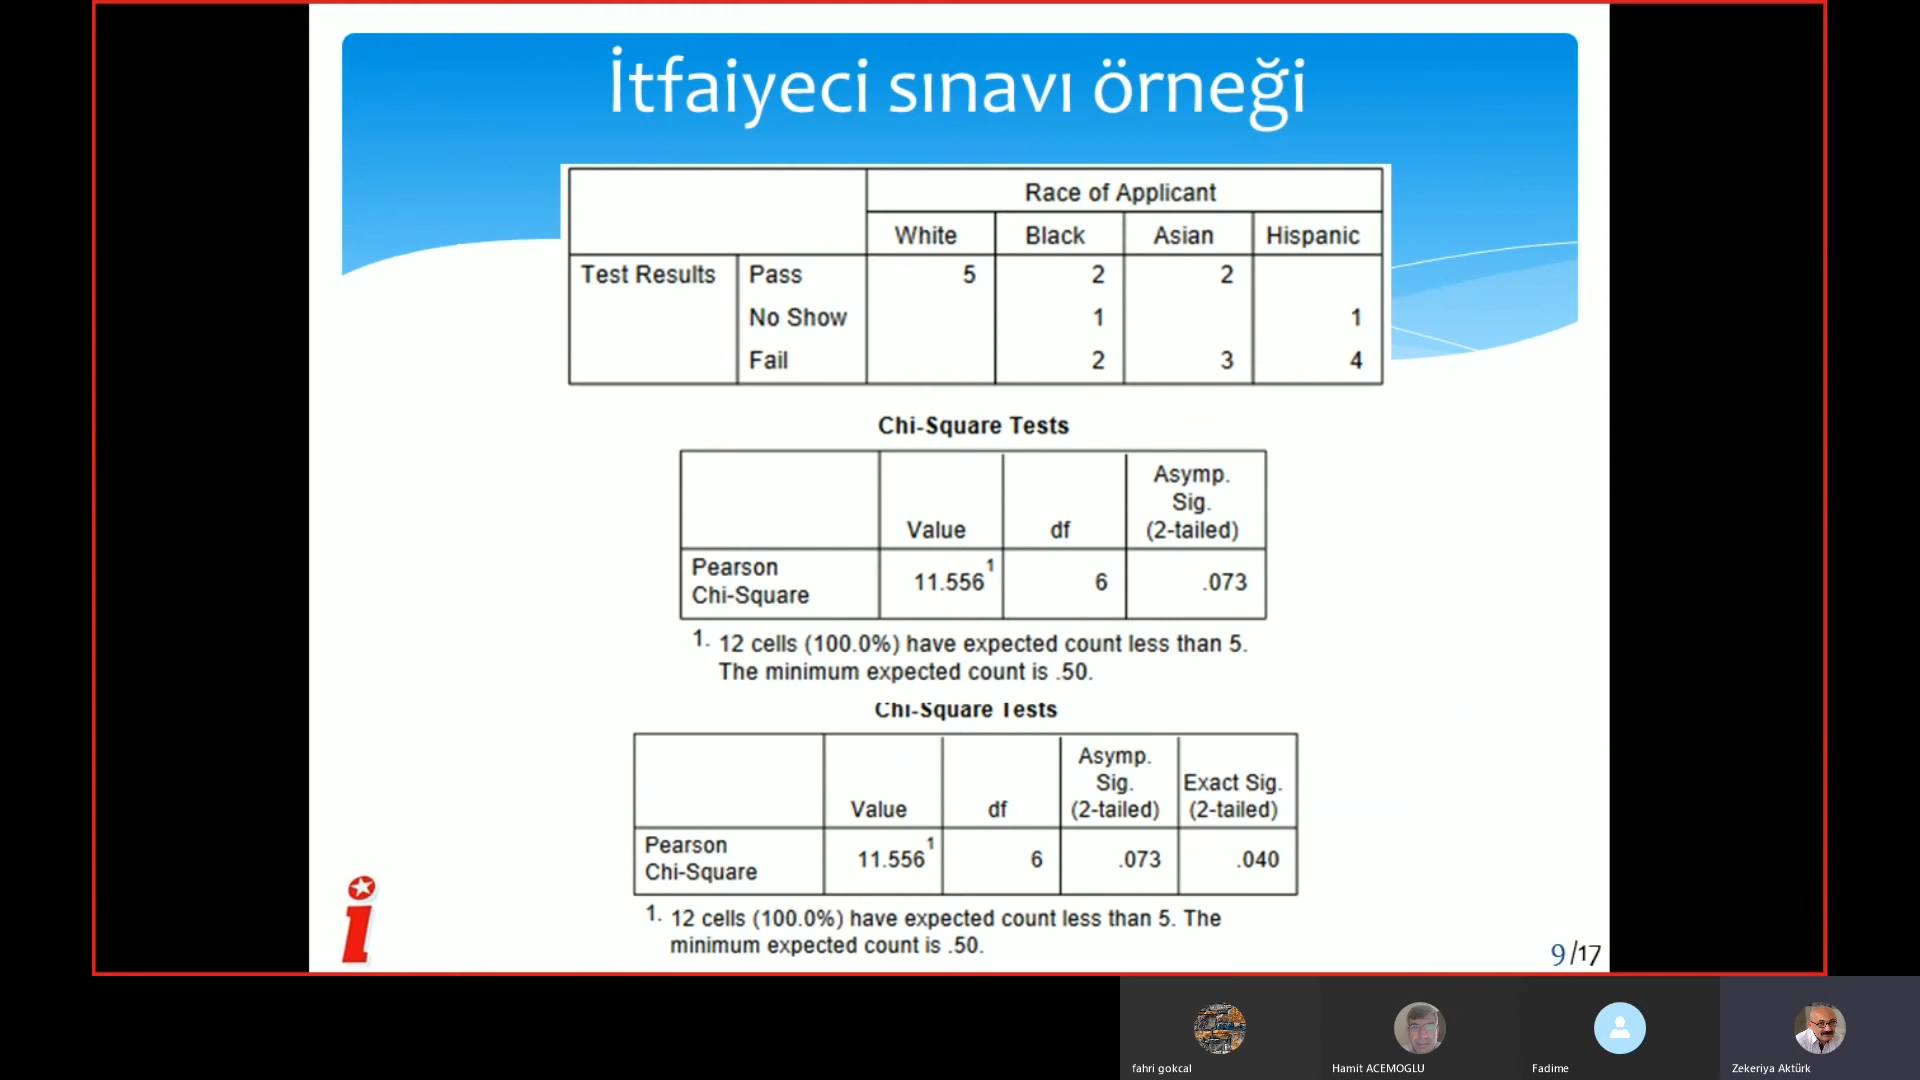 İtfaiyeci sınavı örneği
Race of Applicant
White Black Asian Hispanic
Test Results Pass 5 2 2
No Show 1 1
Fail 2 3 4
Chi-Square Tests
Asymp.
Sig.
Value df (2-tailed)
Pearson
Chi-Square 11.556 1 6 .073
1. 12 cells (100.0%) have expected count less than 5.
The minimum expected count is .50.
Chi-Square Tests
Asymp.
Sig. Exact Sig.
Value df (2-tailed) (2-tailed)
Pearson
Chi-Square 11.556 1 6 .073 .040
1. 12 cells (100.0%) have expected count less than 5. The
minimum expected count is .50.
i
9/17
fahri gokcal Hamit ACEMOGLU Fadime Zekeriya Aktürk